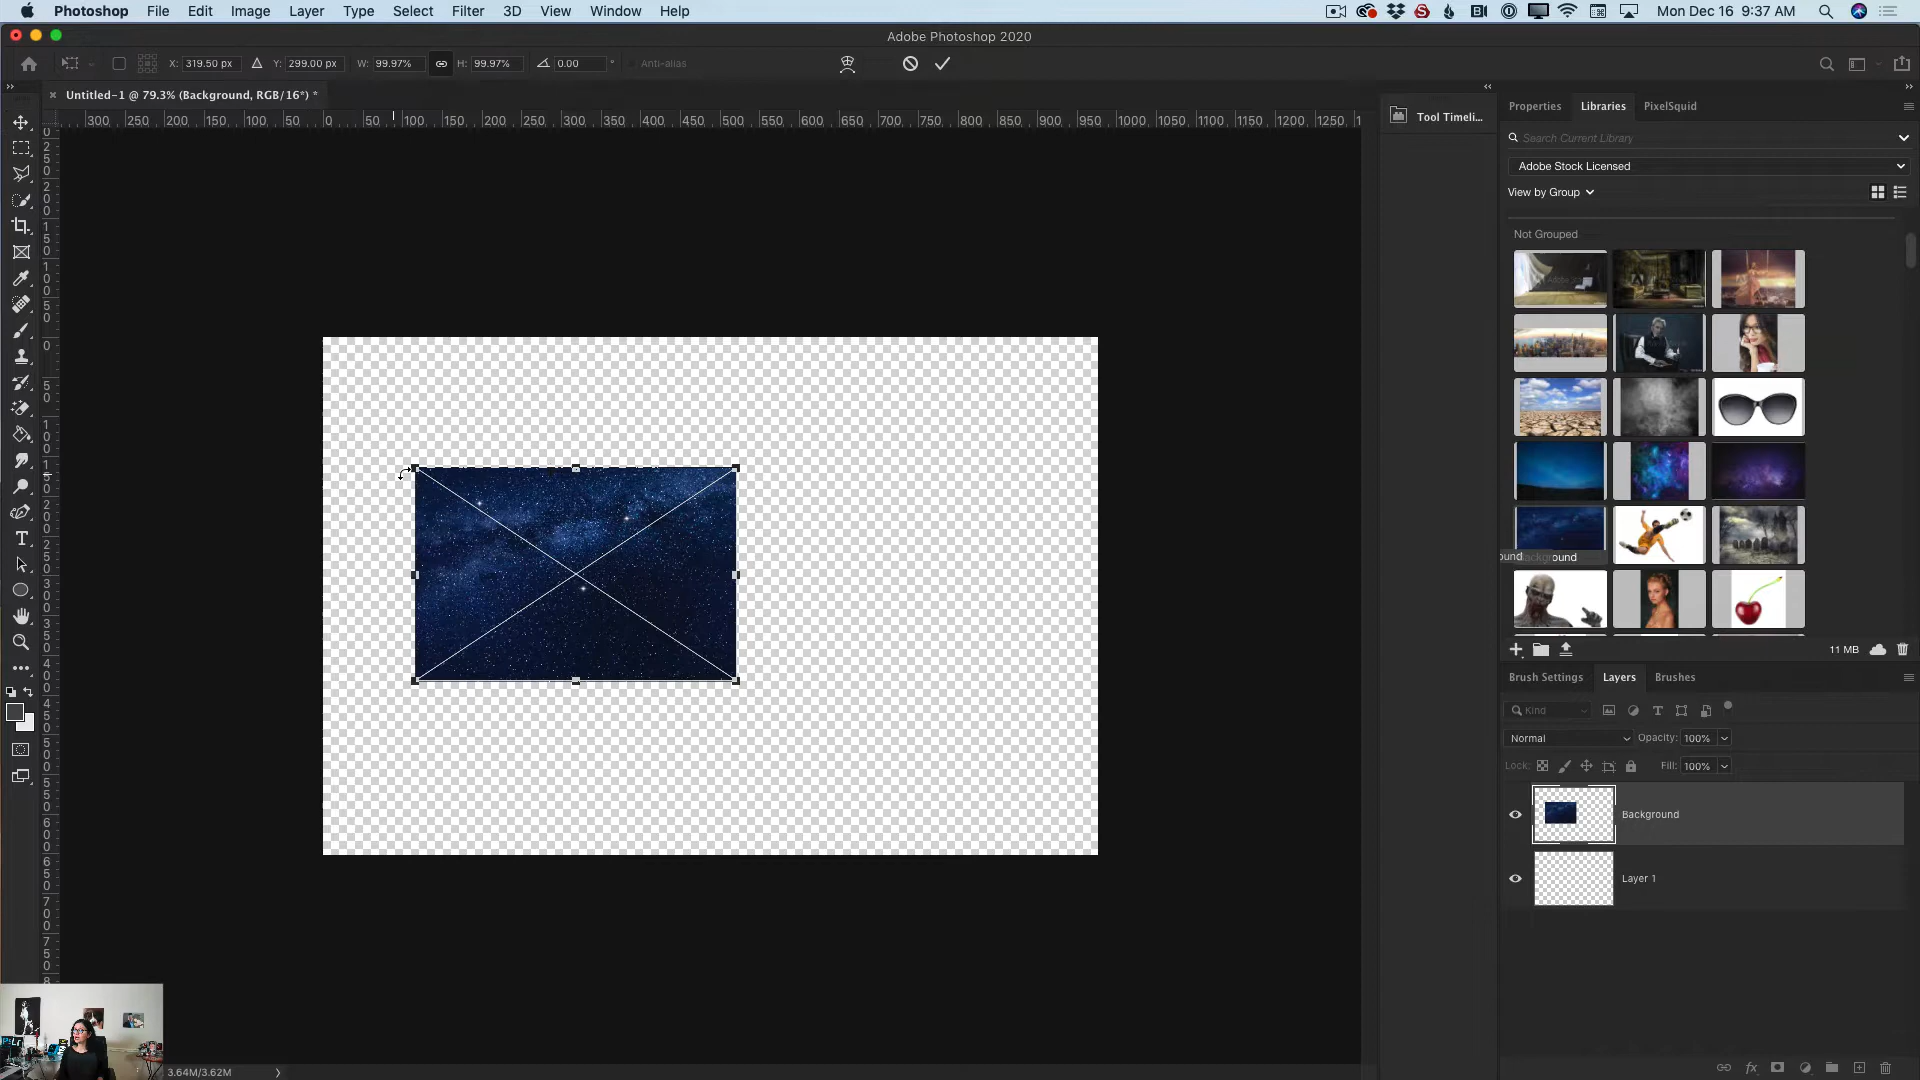 Photoshop File Edit Image Layer Type Select Filter 3D View Window Help
Mon Dec 16 9:37 AM
Adobe Photoshop 2020
X: 319.50 px Y: 299.00 px W: 99.97% H: 99.97% 0.00 ° Anti-alias
Untitled-1 @ 79.3% (Background, RGB/16*) *
300 250 200 150 100 50 0 50 100 150 200 250 300 350 400 450 500 550 600 650 700 750 800 850 900 950 1000 1050 1100 1150 1200 1250 1
Tool Timeli...
Properties Libraries PixelSquid
Search Current Library
Adobe Stock Licensed
View by Group
Not Grouped
ound
ackground
11 MB
Brush Settings Layers Brushes
Kind
Normal Opacity: 100%
Lock: Fill: 100%
Background
Layer 1
3.64M/3.62M